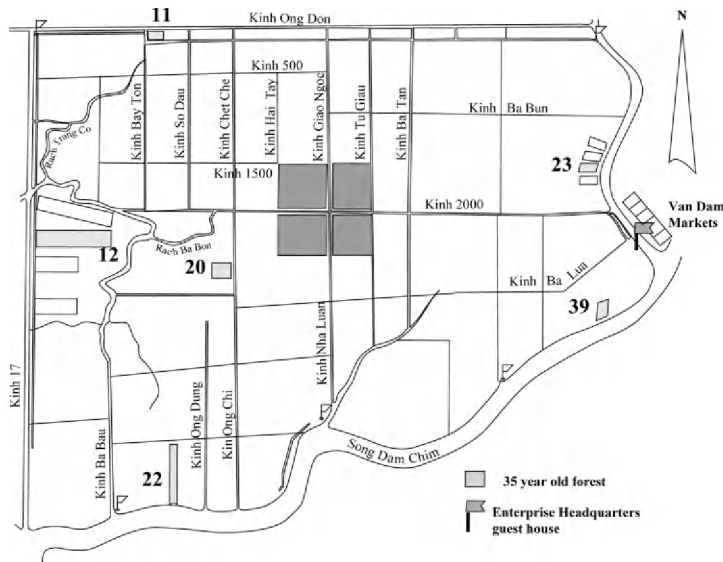 11
Kinh Ong Don
N
Kinh 500
Kinh Bay Ton
Kinh So Dau
Kinh Chet Che
Kinh Hai Tay
Kinh Giao Ngoc
Kinh Tu Giau
Kinh Ba Tan
Kinh Ba Bun
Rach Trang Co
23
Kinh 1500
Kinh 2000
Van Dam
Markets
12
Rach Ba Bon
20
Kinh Ba Lua
39
Kinh Nha Luan
Kinh 17
Kinh Ba Bau
Kinh Ong Dung
Kin Ong Chi
22
Song Dam Chim
35 year old forest
Enterprise Headquarters
guest house